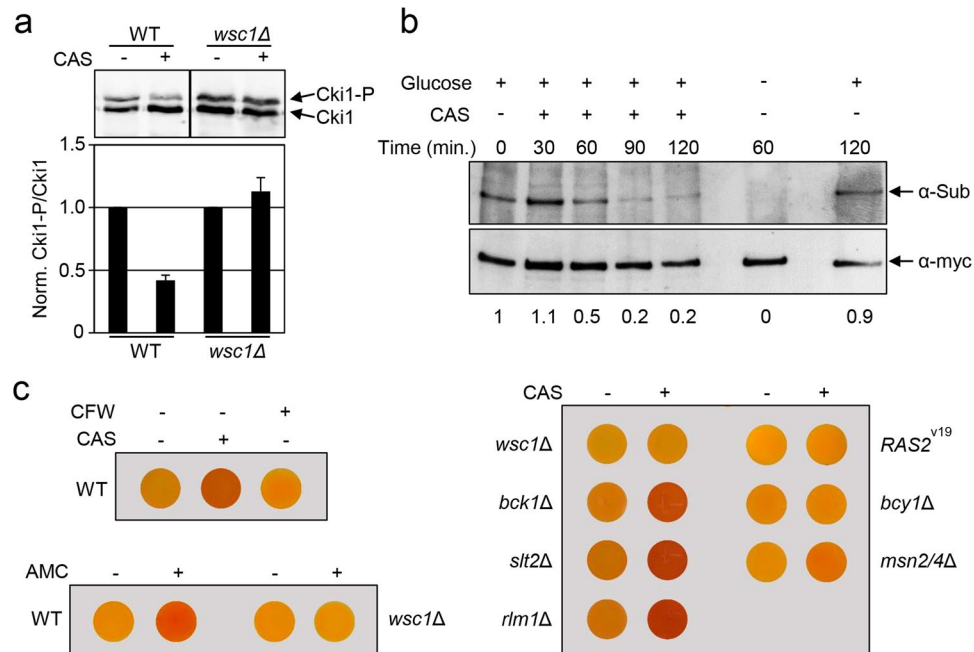 a
WT wsc1Δ
CAS - + - +
Cki1-P
Cki1
Norm. Cki1-P/Cki1
1.5
1.0
0.5
0
WT wsc1Δ
b
Glucose + + + + + - +
CAS - + + + + - -
Time (min.) 0 30 60 90 120 60 120
α-Sub
α-myc
1 1.1 0.5 0.2 0.2 0 0.9
c
CFW - - +
CAS - + -
WT
AMC - + - +
WT wsc1Δ
CAS - + - +
wsc1Δ RAS2v19
bck1Δ bcy1Δ
slt2Δ msn2/4Δ
rlm1Δ